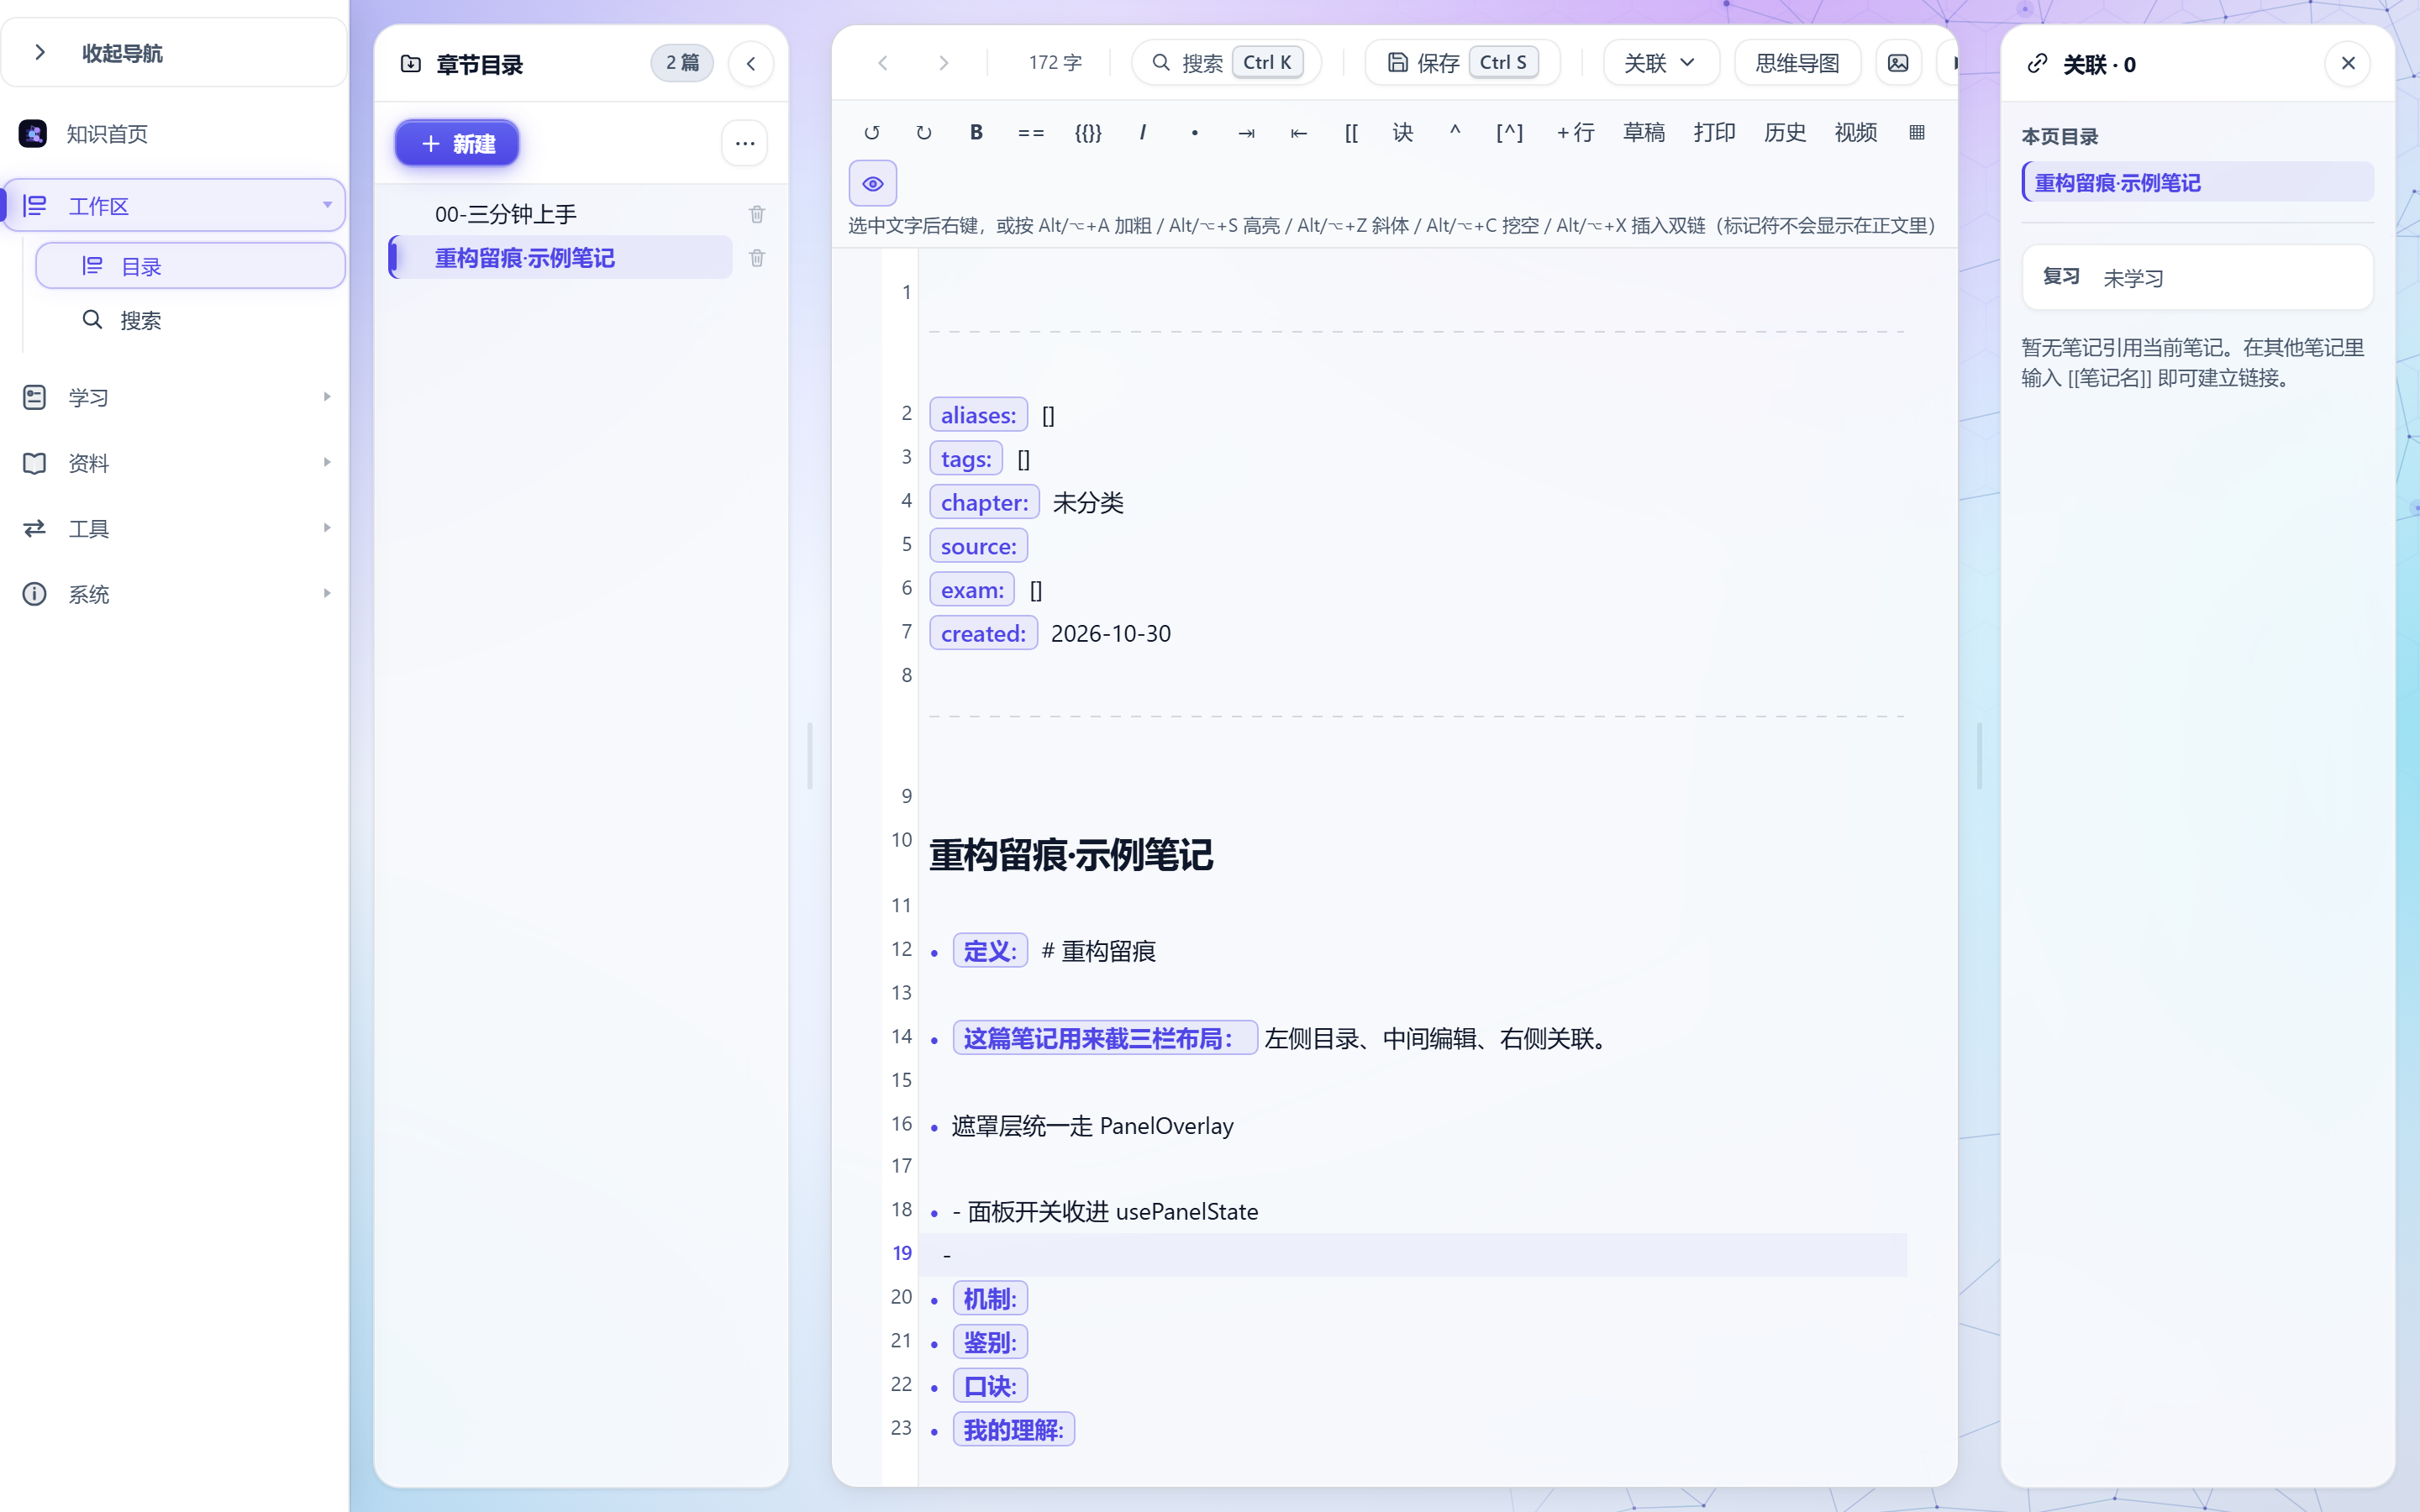 收起导航
知识首页
工作区
目录
搜索
学习
资料
工具
系统
章节目录
2 篇
新建
00-三分钟上手
重构留痕·示例笔记
172 字
搜索 Ctrl K
保存 Ctrl S
关联
思维导图
B == {{}} I • [[ 诀 ^ [^] +行 草稿 打印 历史 视频
选中文字后右键，或按 Alt/⌥+A 加粗 / Alt/⌥+S 高亮 / Alt/⌥+Z 斜体 / Alt/⌥+C 挖空 / Alt/⌥+X 插入双链（标记符不会显示在正文里）
1
2 aliases: []
3 tags: []
4 chapter: 未分类
5 source:
6 exam: []
7 created: 2026-10-30
8
9
10 重构留痕·示例笔记
11
12 • 定义: # 重构留痕
13
14 • 这篇笔记用来截三栏布局： 左侧目录、中间编辑、右侧关联。
15
16 • 遮罩层统一走 PanelOverlay
17
18 • - 面板开关收进 usePanelState
19 -
20 • 机制:
21 • 鉴别:
22 • 口诀:
23 • 我的理解:
关联 · 0
本页目录
重构留痕·示例笔记
复习 未学习
暂无笔记引用当前笔记。在其他笔记里
输入 [[笔记名]] 即可建立链接。